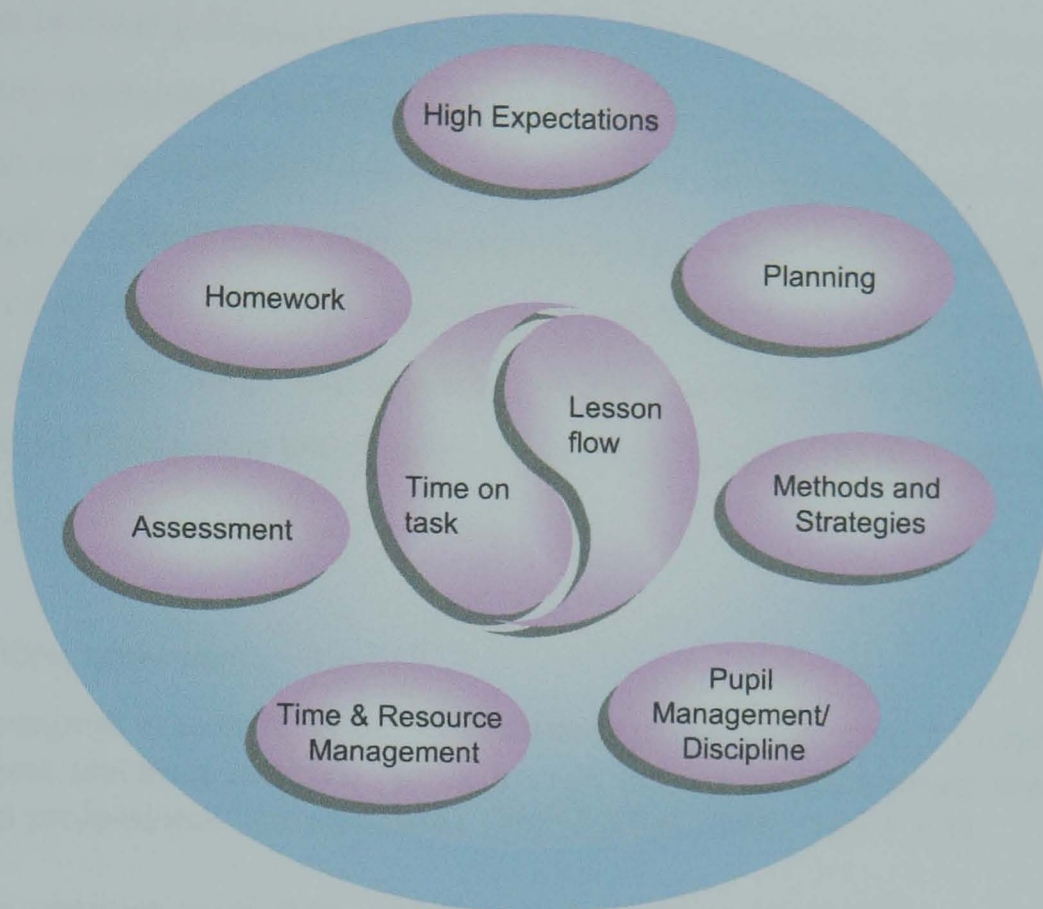 High Expectations
Planning
Homework
Lesson
flow
Time on
task
Methods and
Strategies
Assessment
Pupil
Management/
Discipline
Time & Resource
Management